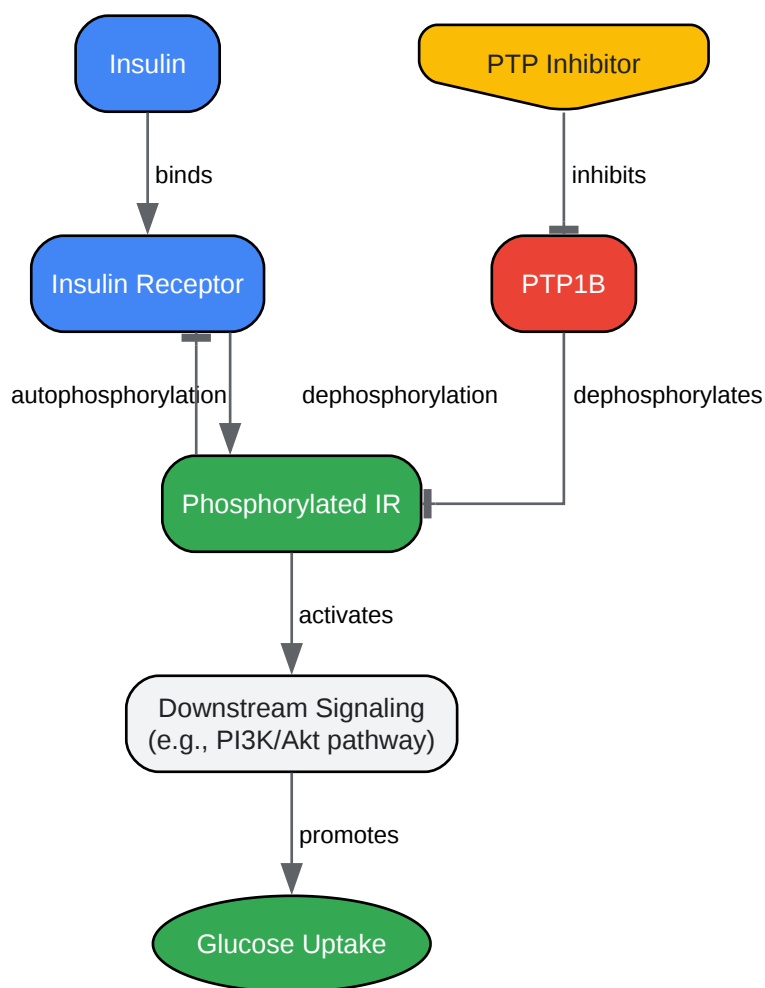 Insulin
PTP Inhibitor
binds
inhibits
Insulin Receptor
PTP1B
autophosphorylation
dephosphorylation
dephosphorylates
Phosphorylated IR
activates
Downstream Signaling
(e.g., PI3K/Akt pathway)
promotes
Glucose Uptake